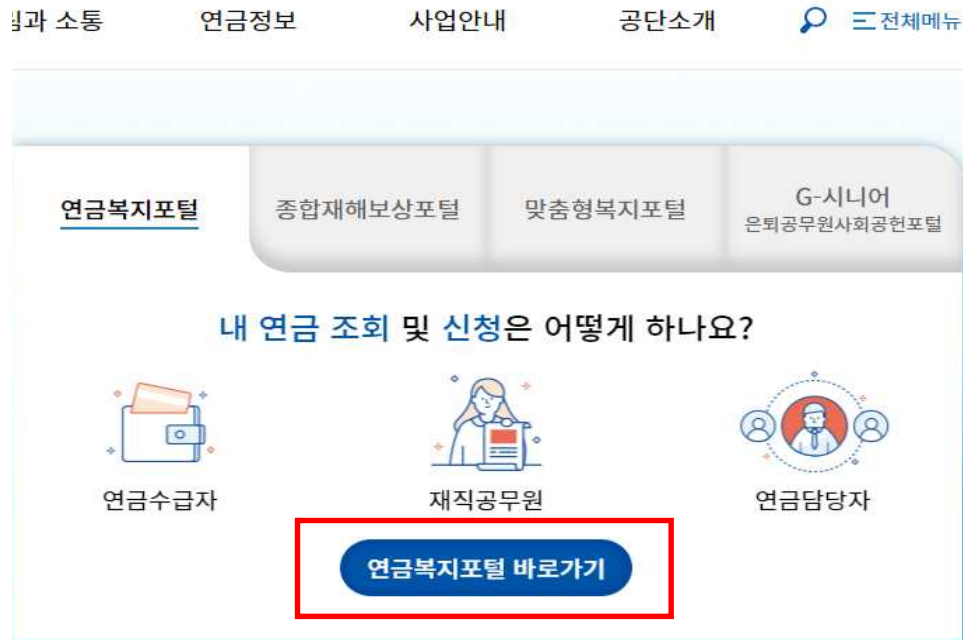 과 소통 연금정보 사업안내 공단소개 전체메뉴
연금복지포털 종합재해보상포털 맞춤형복지포털 G-시니어
은퇴공무원사회공헌포털
내 연금 조회 및 신청은 어떻게 하나요?
연금수급자 재직공무원 연금담당자
연금복지포털 바로가기